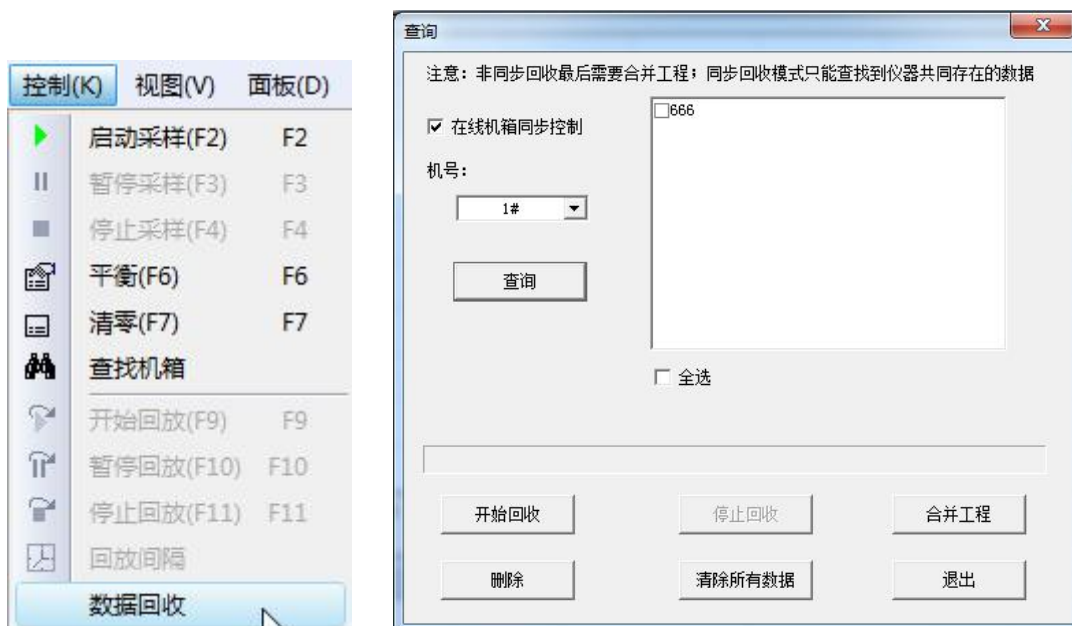 控制(K) 视图(V) 面板(D)
启动采样(F2) F2
暂停采样(F3) F3
停止采样(F4) F4
平衡(F6) F6
清零(F7) F7
查找机箱
开始回放(F9) F9
暂停回放(F10) F10
停止回放(F11) F11
回放间隔
数据回收
查询
注意：非同步回收最后需要合并工程；同步回收模式只能查找到仪器共同存在的数据
在线机箱同步控制
666
机号：
1#
查询
全选
开始回收 停止回收 合并工程
删除 清除所有数据 退出